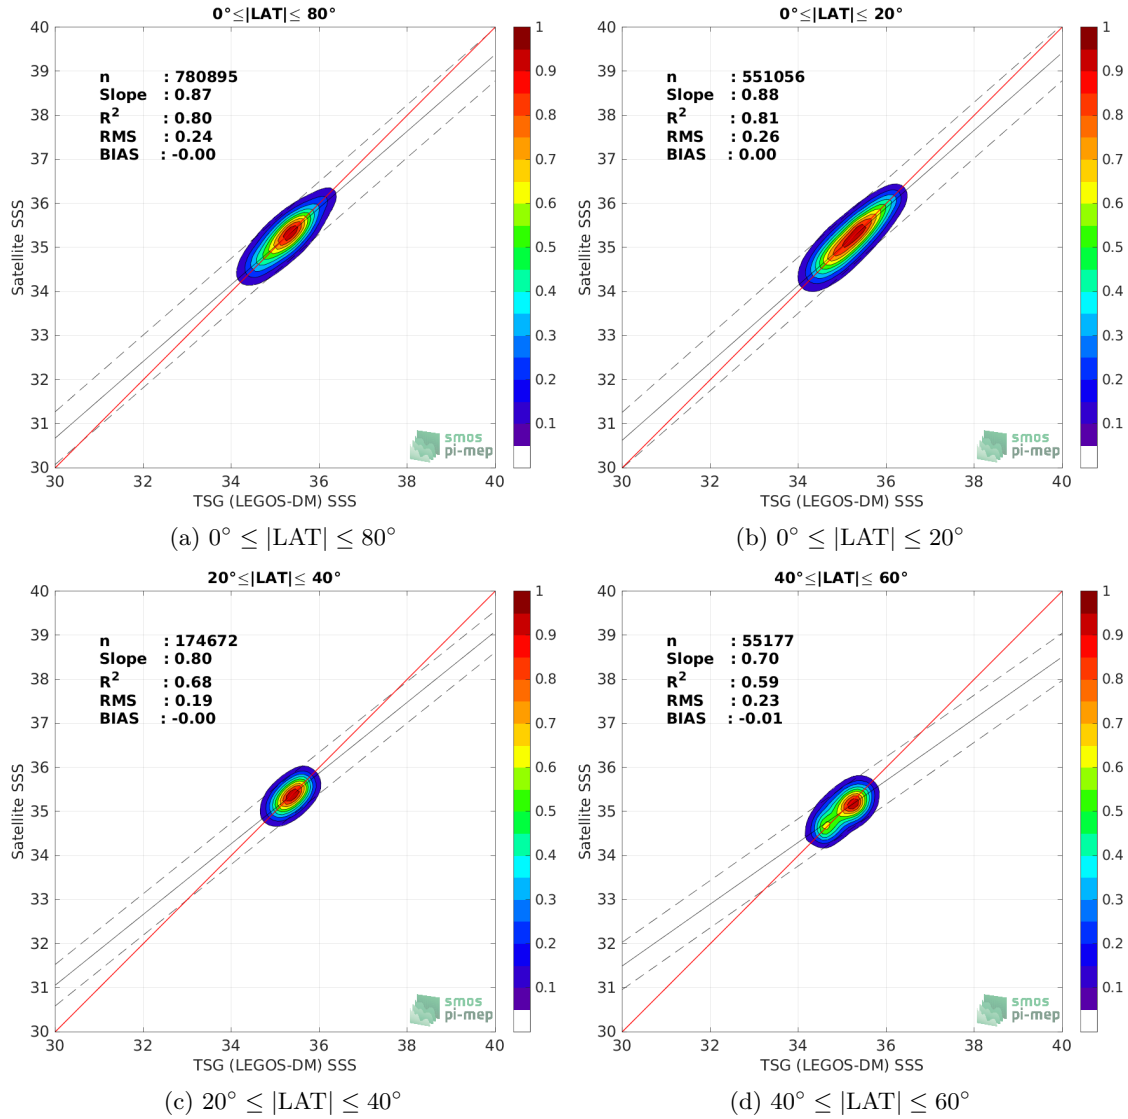 0°≤|LAT|≤ 80°
n : 780895
Slope : 0.87
R² : 0.80
RMS : 0.24
BIAS : -0.00
40
39
38
37
36
35
34
33
32
31
30
Satellite SSS
30 32 34 36 38 40
TSG (LEGOS-DM) SSS
1
0.9
0.8
0.7
0.6
0.5
0.4
0.3
0.2
0.1
smos
pi-mep
(a) 0° ≤ |LAT| ≤ 80°
0°≤|LAT|≤ 20°
n : 551056
Slope : 0.88
R² : 0.81
RMS : 0.26
BIAS : 0.00
40
39
38
37
36
35
34
33
32
31
30
Satellite SSS
30 32 34 36 38 40
TSG (LEGOS-DM) SSS
1
0.9
0.8
0.7
0.6
0.5
0.4
0.3
0.2
0.1
smos
pi-mep
(b) 0° ≤ |LAT| ≤ 20°
20°≤|LAT|≤ 40°
n : 174672
Slope : 0.80
R² : 0.68
RMS : 0.19
BIAS : -0.00
40
39
38
37
36
35
34
33
32
31
30
Satellite SSS
30 32 34 36 38 40
TSG (LEGOS-DM) SSS
1
0.9
0.8
0.7
0.6
0.5
0.4
0.3
0.2
0.1
smos
pi-mep
(c) 20° ≤ |LAT| ≤ 40°
40°≤|LAT|≤ 60°
n : 55177
Slope : 0.70
R² : 0.59
RMS : 0.23
BIAS : -0.01
40
39
38
37
36
35
34
33
32
31
30
Satellite SSS
30 32 34 36 38 40
TSG (LEGOS-DM) SSS
1
0.9
0.8
0.7
0.6
0.5
0.4
0.3
0.2
0.1
smos
pi-mep
(d) 40° ≤ |LAT| ≤ 60°